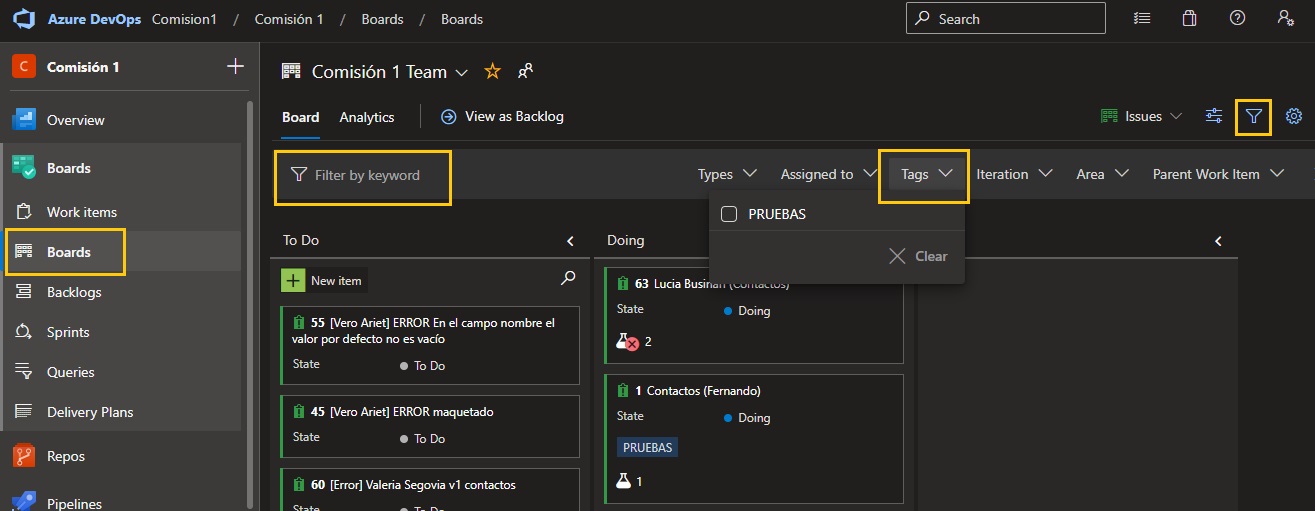 Azure DevOps Comision1 / Comisión 1 / Boards / Boards
Search
C Comisión 1
Comisión 1 Team
Overview
Board Analytics View as Backlog
Issues
Boards
Filter by keyword
Types Assigned to Tags Iteration Area Parent Work Item
Work items
PRUEBAS
Clear
Boards
To Do
Doing
Backlogs
New item
63 Lucia Businari (Contactos)
State Doing
2
Sprints
55 [Vero Ariet] ERROR En el campo nombre el
valor por defecto no es vacío
State To Do
Queries
1 Contactos (Fernando)
State Doing
PRUEBAS
1
Delivery Plans
45 [Vero Ariet] ERROR maquetado
State To Do
Repos
60 [Error] Valeria Segovia v1 contactos
State To Do
Pipelines